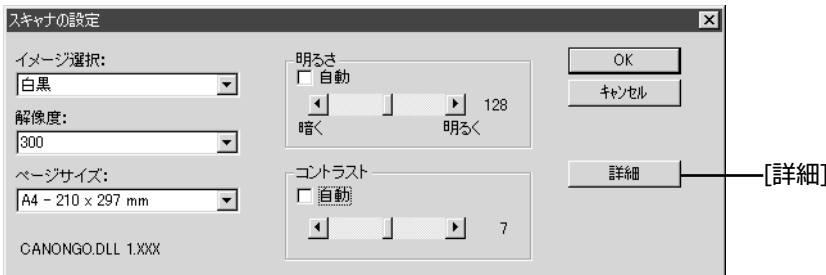 スキャナの設定
イメージ選択:
白黒
解像度:
300
ページサイズ:
A4 - 210 x 297 mm
CANONGO.DLL 1.XXX
明るさ
自動
128
暗く 明るく
コントラスト
自動
7
OK
キャンセル
詳細
[詳細]